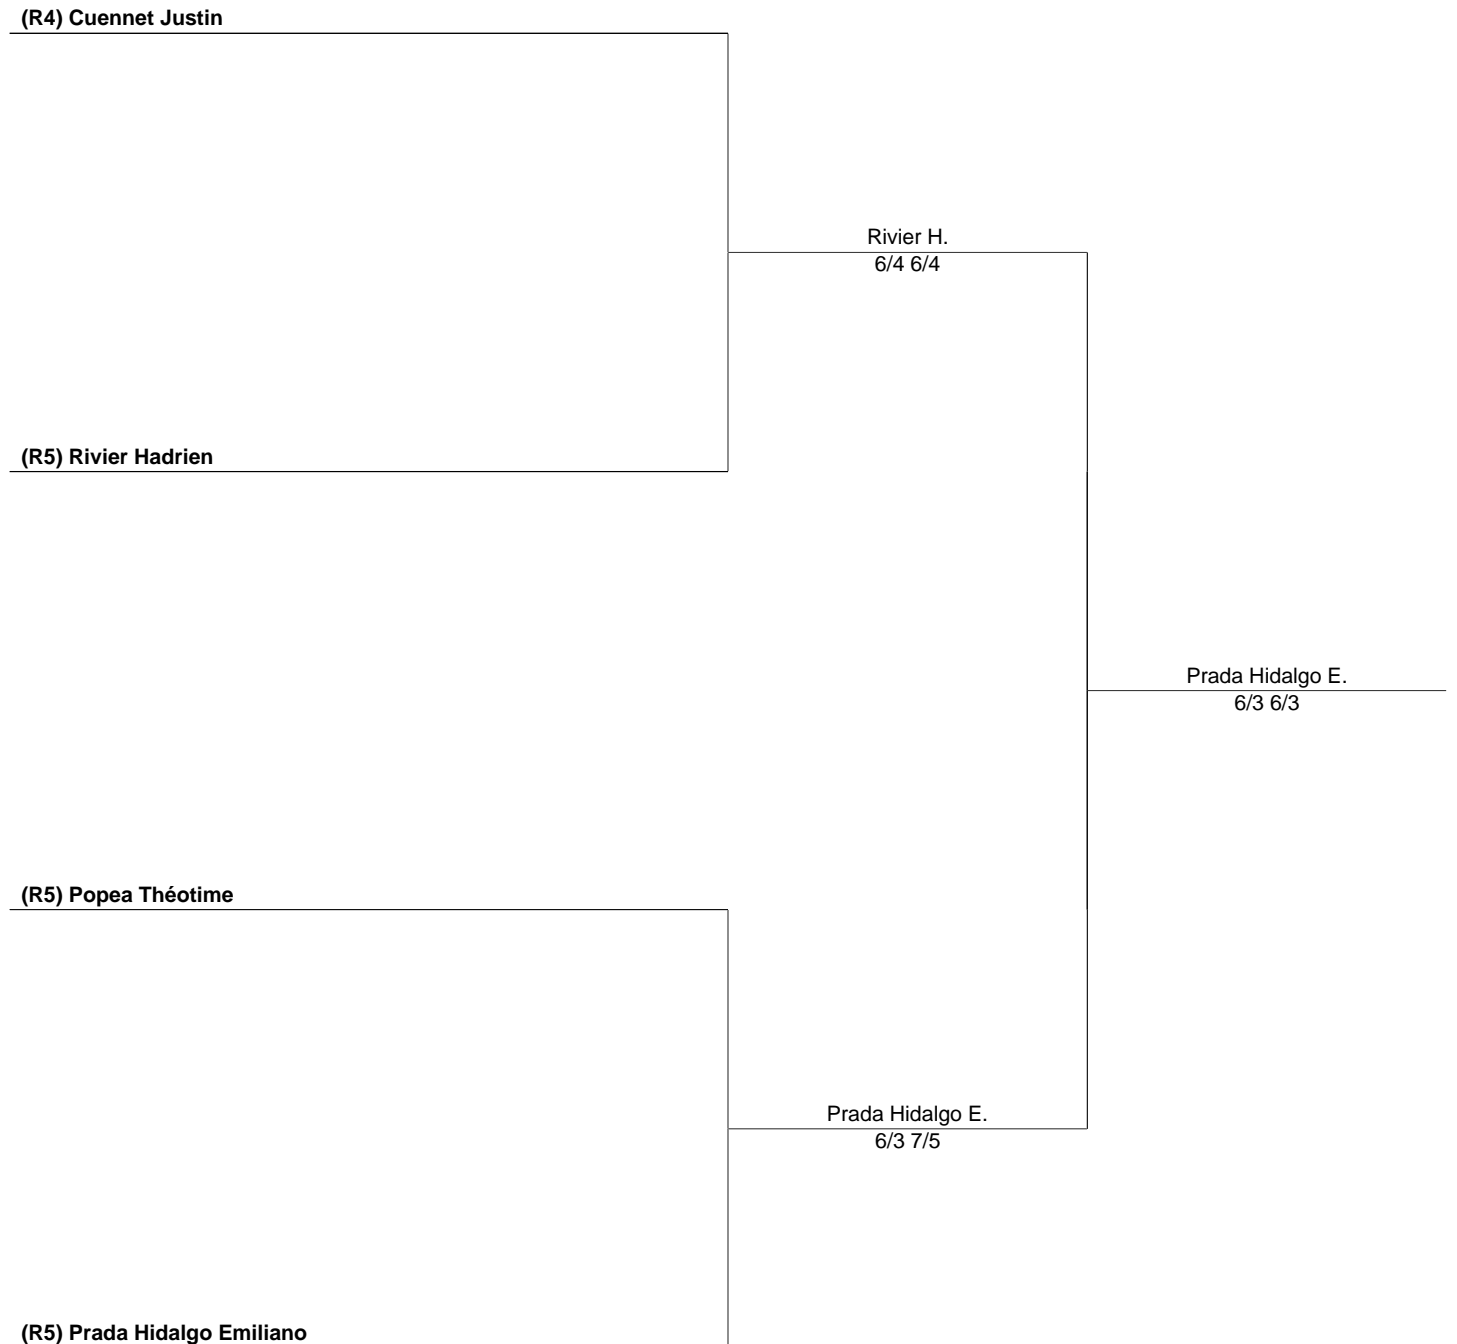 (R4) Cuennet Justin
Rivier H.
6/4 6/4
(R5) Rivier Hadrien
Prada Hidalgo E.
6/3 6/3
(R5) Popea Théotime
Prada Hidalgo E.
6/3 7/5
(R5) Prada Hidalgo Emiliano